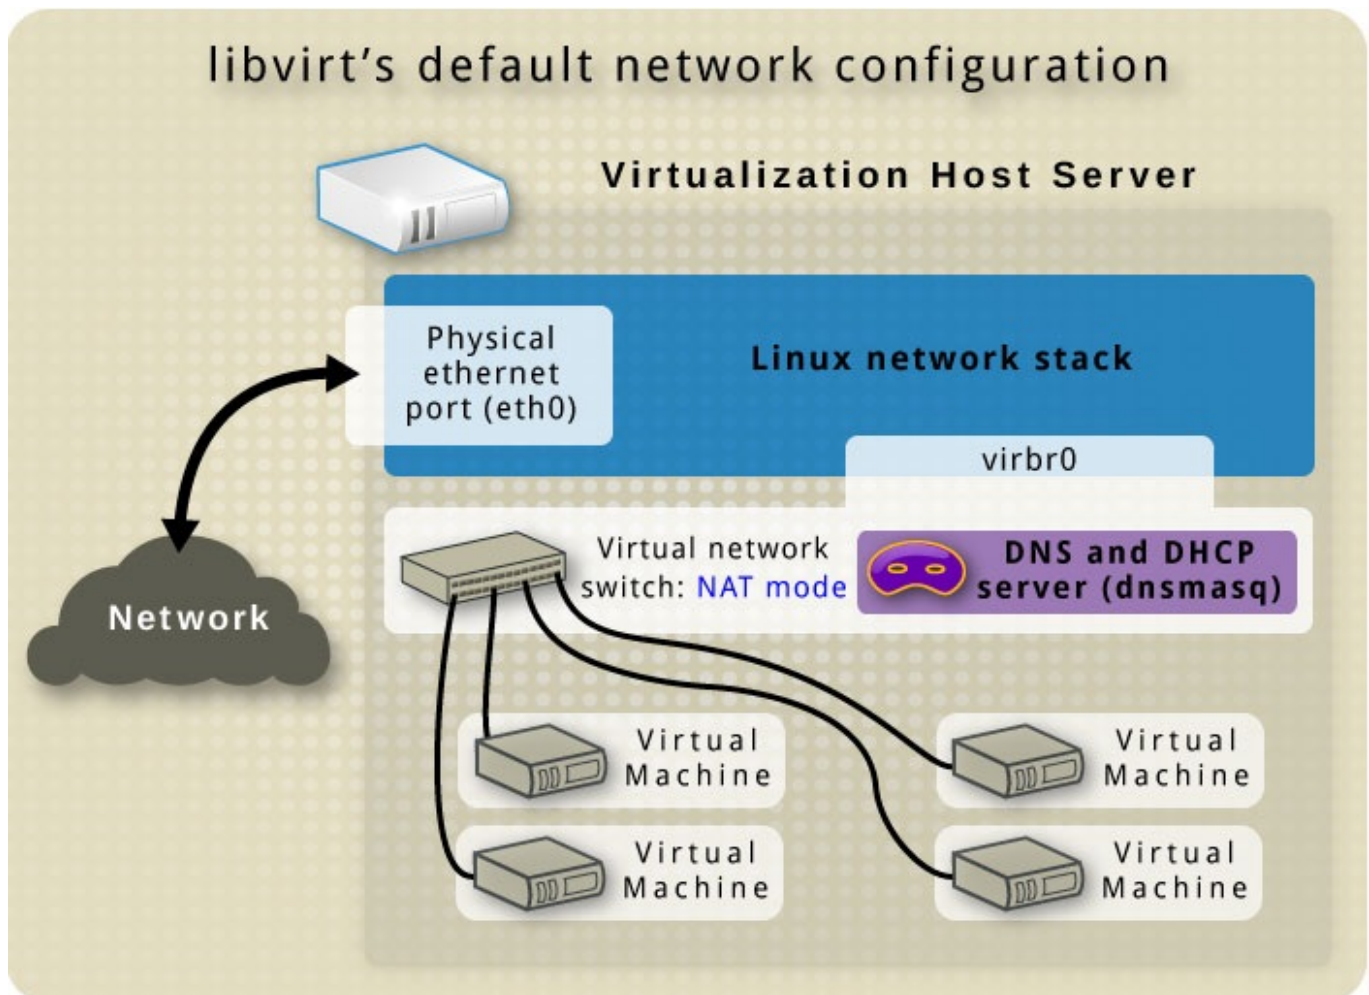 libvirt's default network configuration
Virtualization Host Server
Physical
ethernet
port (eth0)
Linux network stack
virbr0
Virtual network
switch: NAT mode
DNS and DHCP
server (dnsmasq)
Network
Virtual
Machine
Virtual
Machine
Virtual
Machine
Virtual
Machine